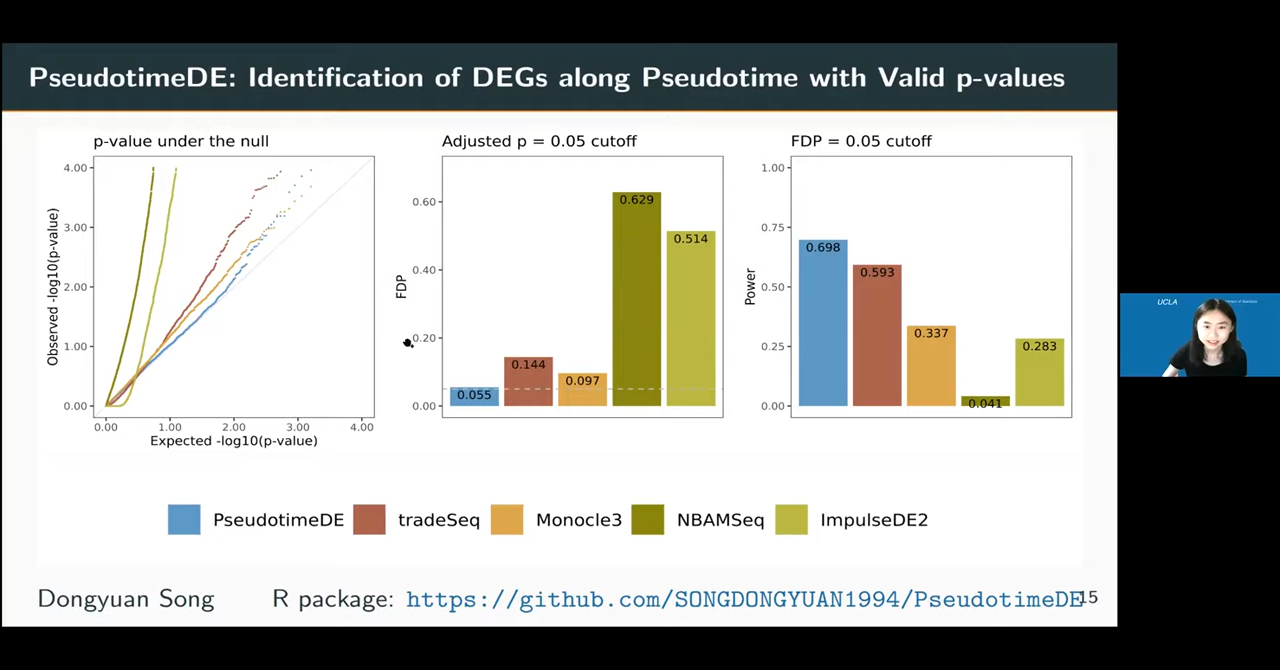 PseudotimeDE: Identification of DEGs along Pseudotime with Valid p-values
p-value under the null
Observed -log10(p-value)
4.00
3.00
2.00
1.00
0.00
0.00 1.00 2.00 3.00 4.00
Expected -log10(p-value)
Adjusted p = 0.05 cutoff
FDP
0.60
0.40
0.20
0.00
0.055
0.144
0.097
0.629
0.514
FDP = 0.05 cutoff
Power
1.00
0.75
0.50
0.25
0.00
0.698
0.593
0.337
0.041
0.283
PseudotimeDE tradeSeq Monocle3 NBAMSeq ImpulseDE2
Dongyuan Song R package: https://github.com/SONGDONGYUAN1994/PseudotimeDE 15
UCLA